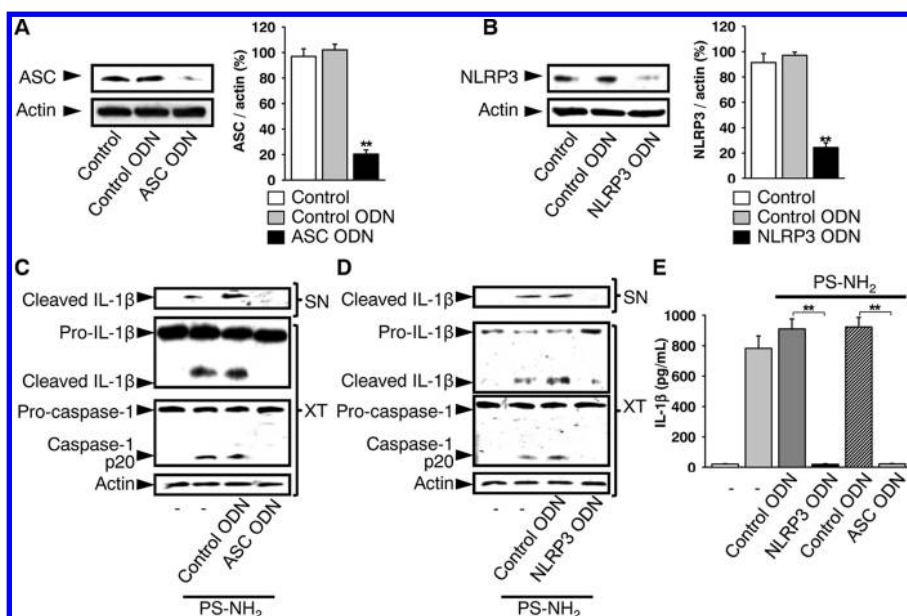 A
ASC
Actin
Control
Control ODN
ASC ODN
ASC / actin (%)
120
100
80
60
40
20
0
**
Control
Control ODN
ASC ODN
B
NLRP3
Actin
Control
Control ODN
NLRP3 ODN
NLRP3 / actin (%)
120
100
80
60
40
20
0
**
Control
Control ODN
NLRP3 ODN
C
Cleaved IL-1β
SN
Pro-IL-1β
Cleaved IL-1β
Pro-caspase-1
XT
Caspase-1
p20
Actin
- - Control ODN ASC ODN
PS-NH2
D
Cleaved IL-1β
SN
Pro-IL-1β
Cleaved IL-1β
Pro-caspase-1
XT
Caspase-1
p20
Actin
- - Control ODN NLRP3 ODN
PS-NH2
E
PS-NH2
** **
IL-1β (pg/mL)
1000
800
600
400
200
0
- - Control ODN NLRP3 ODN Control ODN ASC ODN